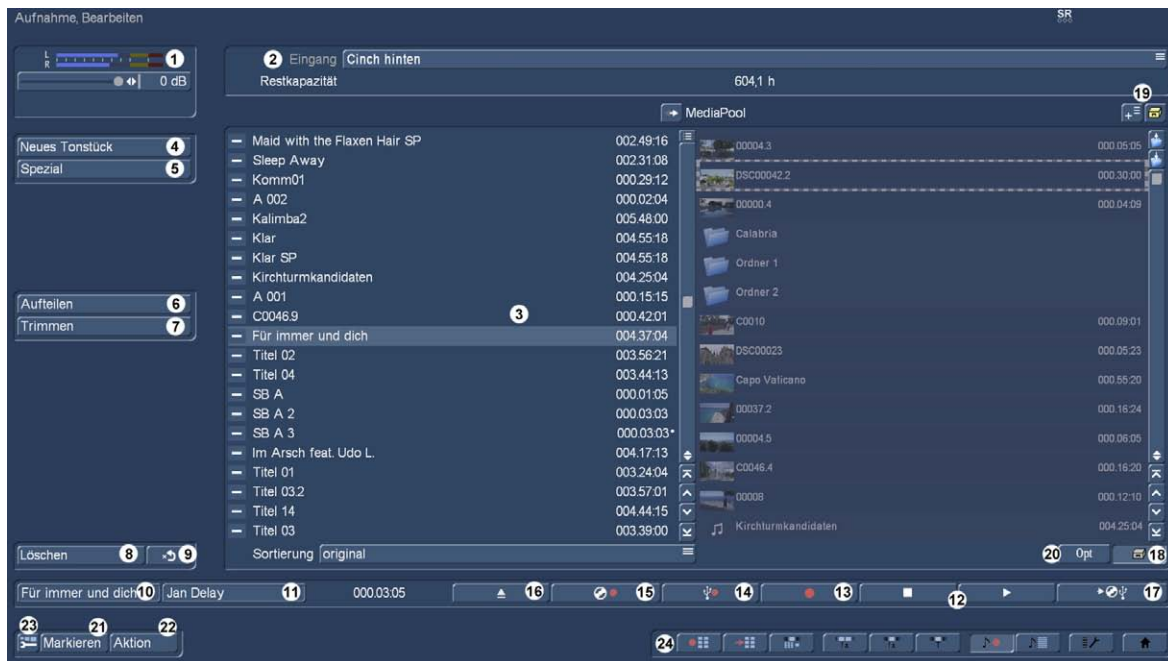 Aufnahme, Bearbeiten
SR
L
R
1
0 dB
2 Eingang Cinch hinten
Restkapazität 604,1 h
19
MediaPool
Neues Tonstück 4
Spezial 5
Aufteilen 6
Trimmen 7
Löschen 8 9
Maid with the Flaxen Hair SP 002.49:16
Sleep Away 002.31:08
Komm01 000.29:12
A 002 000.02:04
Kalimba2 005.48:00
Klar 004.55:18
Klar SP 004.55:18
Kirchturmkandidaten 004.25:04
A 001 000.15:15
C0046.9 3 000.42:01
Für immer und dich 004.37:04
Titel 02 003.56:21
Titel 04 003.44:13
SB A 000.01:05
SB A 2 000.03:03
SB A 3 000.03:03*
Im Arsch feat. Udo L. 004.17:13
Titel 01 003.24:04
Titel 03.2 003.57:01
Titel 14 004.44:15
Titel 03 003.39:00
Sortierung original
00004.3 000.05:05
DSC00042.2 000.30:00
00000.4 000.04:09
Calabria
Ordner 1
Ordner 2
C0010 000.09:01
DSC00023 000.05:23
Capo Vaticano 000.55:20
00037.2 000.16:24
00004.5 000.06:05
C0046.4 000.16:20
00008 000.12:10
Kirchturmkandidaten 004.25:04
20 Opt 18
Für immer und dich 10 Jan Delay 11 000.03:05 16 15 14 13 12 17
23 21 22
Markieren Aktion
24